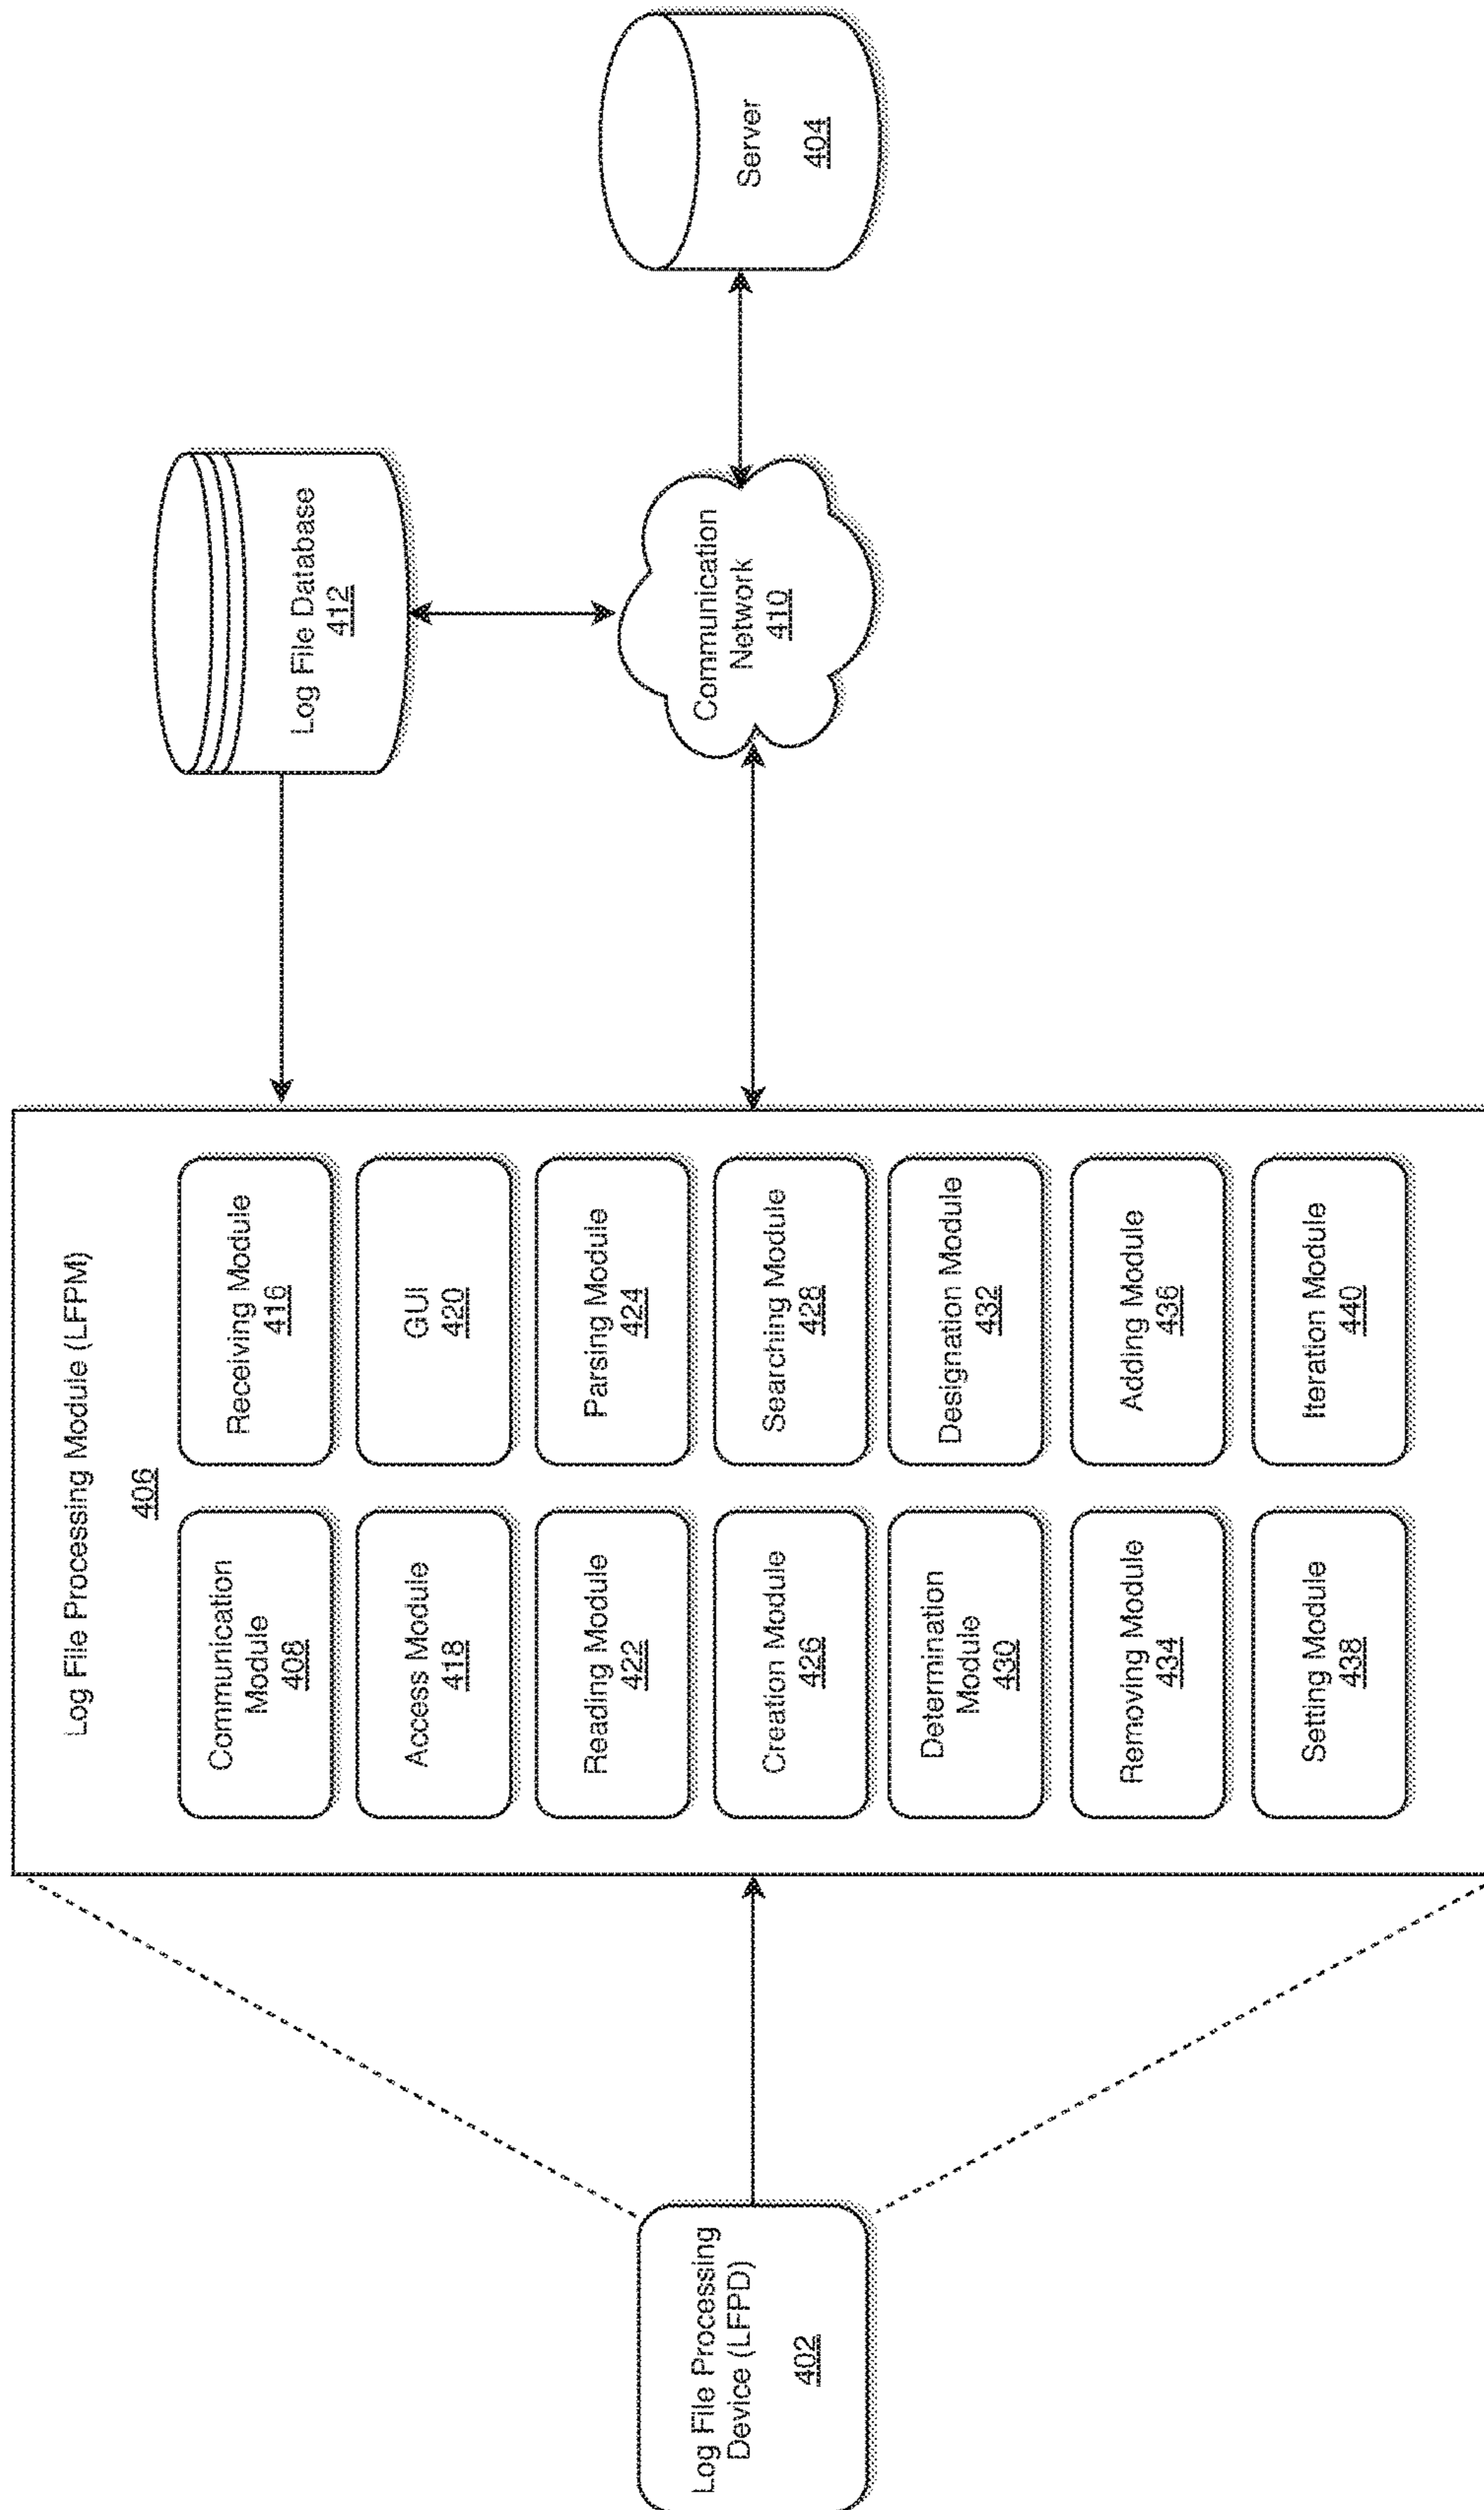 Log File Processing
Device (LFPD)
402
Log File Processing Module (LFPM)
406
Communication
Module
408
Receiving Module
416
Access Module
418
GUI
420
Reading Module
422
Parsing Module
424
Creation Module
426
Searching Module
428
Determination
Module
430
Designation Module
432
Removing Module
434
Adding Module
436
Setting Module
438
Iteration Module
440
Log File Database
412
Communication
Network
410
Server
404